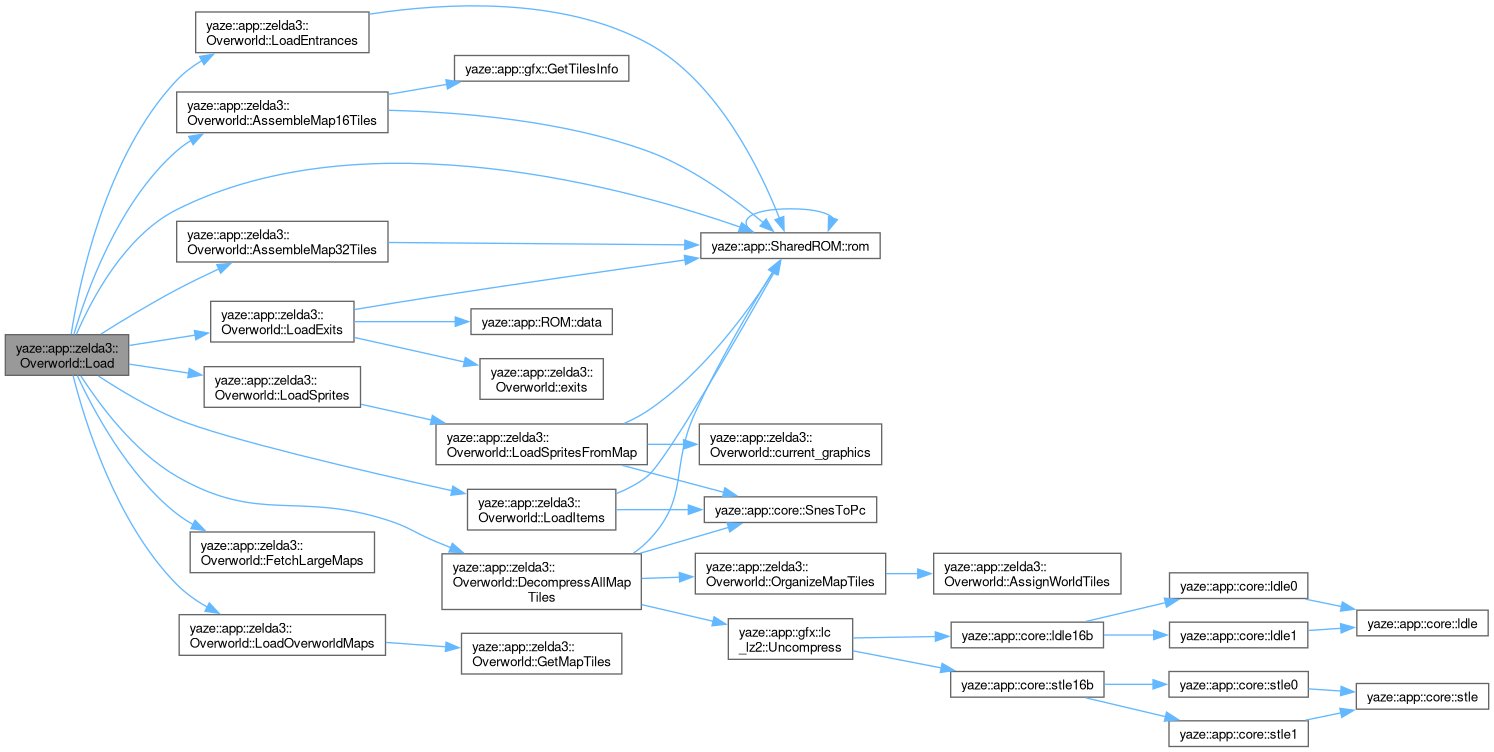 yaze::app::zelda3::
Overworld::Load
yaze::app::zelda3::
Overworld::LoadEntrances
yaze::app::zelda3::
Overworld::AssembleMap16Tiles
yaze::app::zelda3::
Overworld::AssembleMap32Tiles
yaze::app::zelda3::
Overworld::LoadExits
yaze::app::zelda3::
Overworld::LoadSprites
yaze::app::zelda3::
Overworld::FetchLargeMaps
yaze::app::zelda3::
Overworld::LoadOverworldMaps
yaze::app::gfx::GetTilesInfo
yaze::app::ROM::data
yaze::app::zelda3::
Overworld::exits
yaze::app::zelda3::
Overworld::LoadSpritesFromMap
yaze::app::zelda3::
Overworld::LoadItems
yaze::app::zelda3::
Overworld::DecompressAllMap
Tiles
yaze::app::zelda3::
Overworld::GetMapTiles
yaze::app::SharedROM::rom
yaze::app::zelda3::
Overworld::current_graphics
yaze::app::core::SnesToPc
yaze::app::zelda3::
Overworld::OrganizeMapTiles
yaze::app::gfx::lc
_lz2::Uncompress
yaze::app::zelda3::
Overworld::AssignWorldTiles
yaze::app::core::ldle16b
yaze::app::core::stle16b
yaze::app::core::ldle0
yaze::app::core::ldle1
yaze::app::core::stle0
yaze::app::core::stle1
yaze::app::core::ldle
yaze::app::core::stle